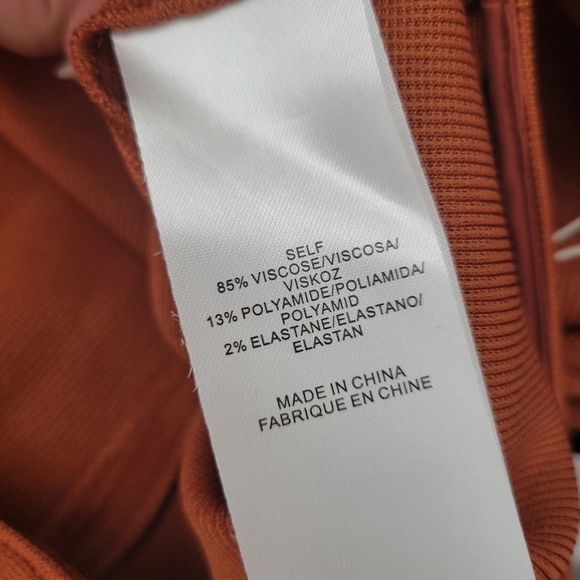 SELF
85% VISCOSE/VISCOSA/
VISKOZ
13% POLYAMIDE/POLIAMIDA/
POLYAMID
2% ELASTANE/ELASTANO/
ELASTAN
MADE IN CHINA
FABRIQUE EN CHINE